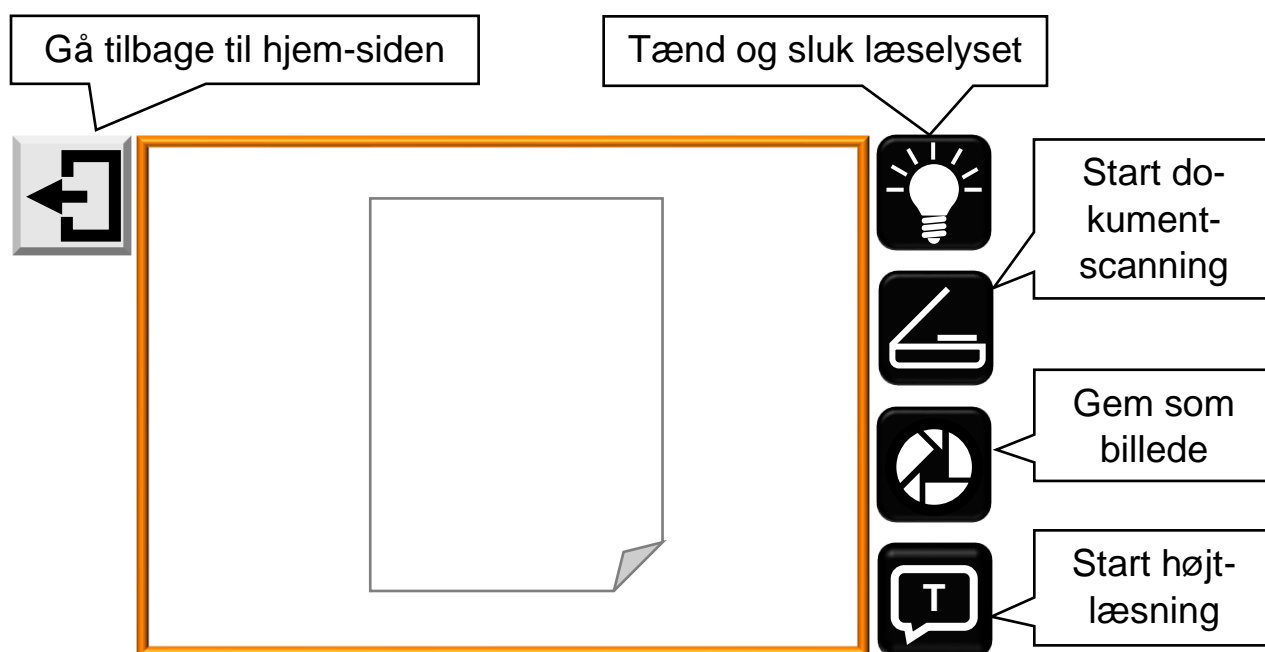 Gå tilbage til hjem-siden
Tænd og sluk læselyset
Start do-
kument-
scanning
Gem som
billede
T
Start højt-
læsning